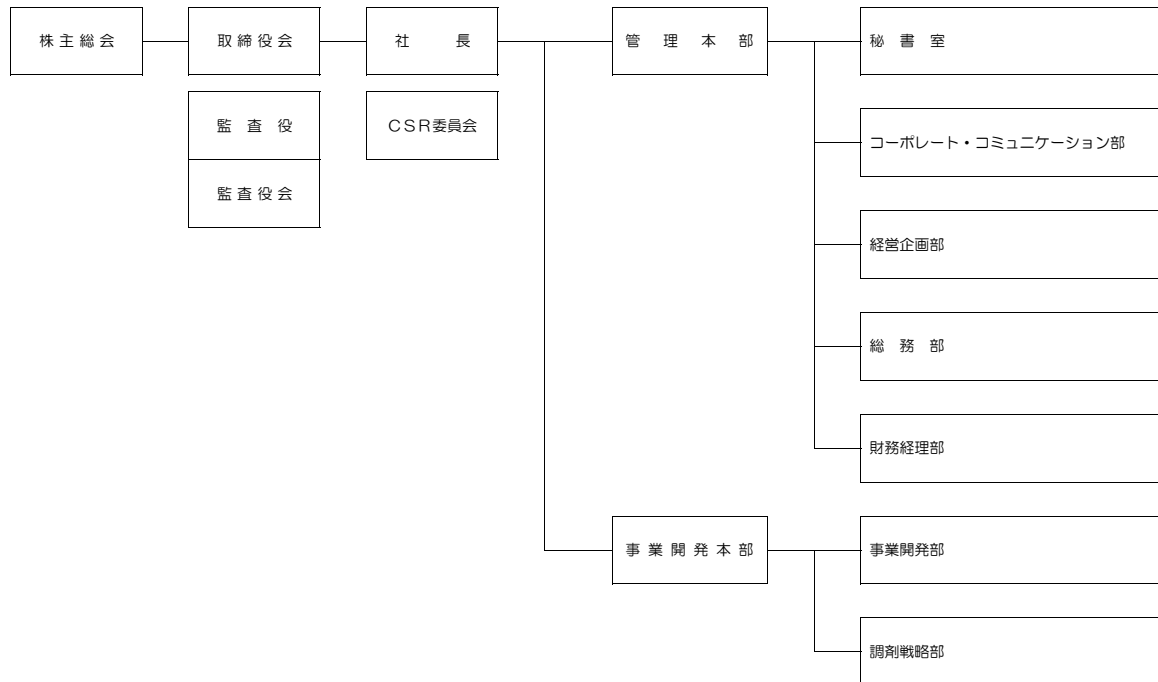 株主総会
取締役会
社長
管理本部
秘書室
監査役
CSR委員会
コーポレート・コミュニケーション部
監査役会
経営企画部
総務部
財務経理部
事業開発本部
事業開発部
調剤戦略部